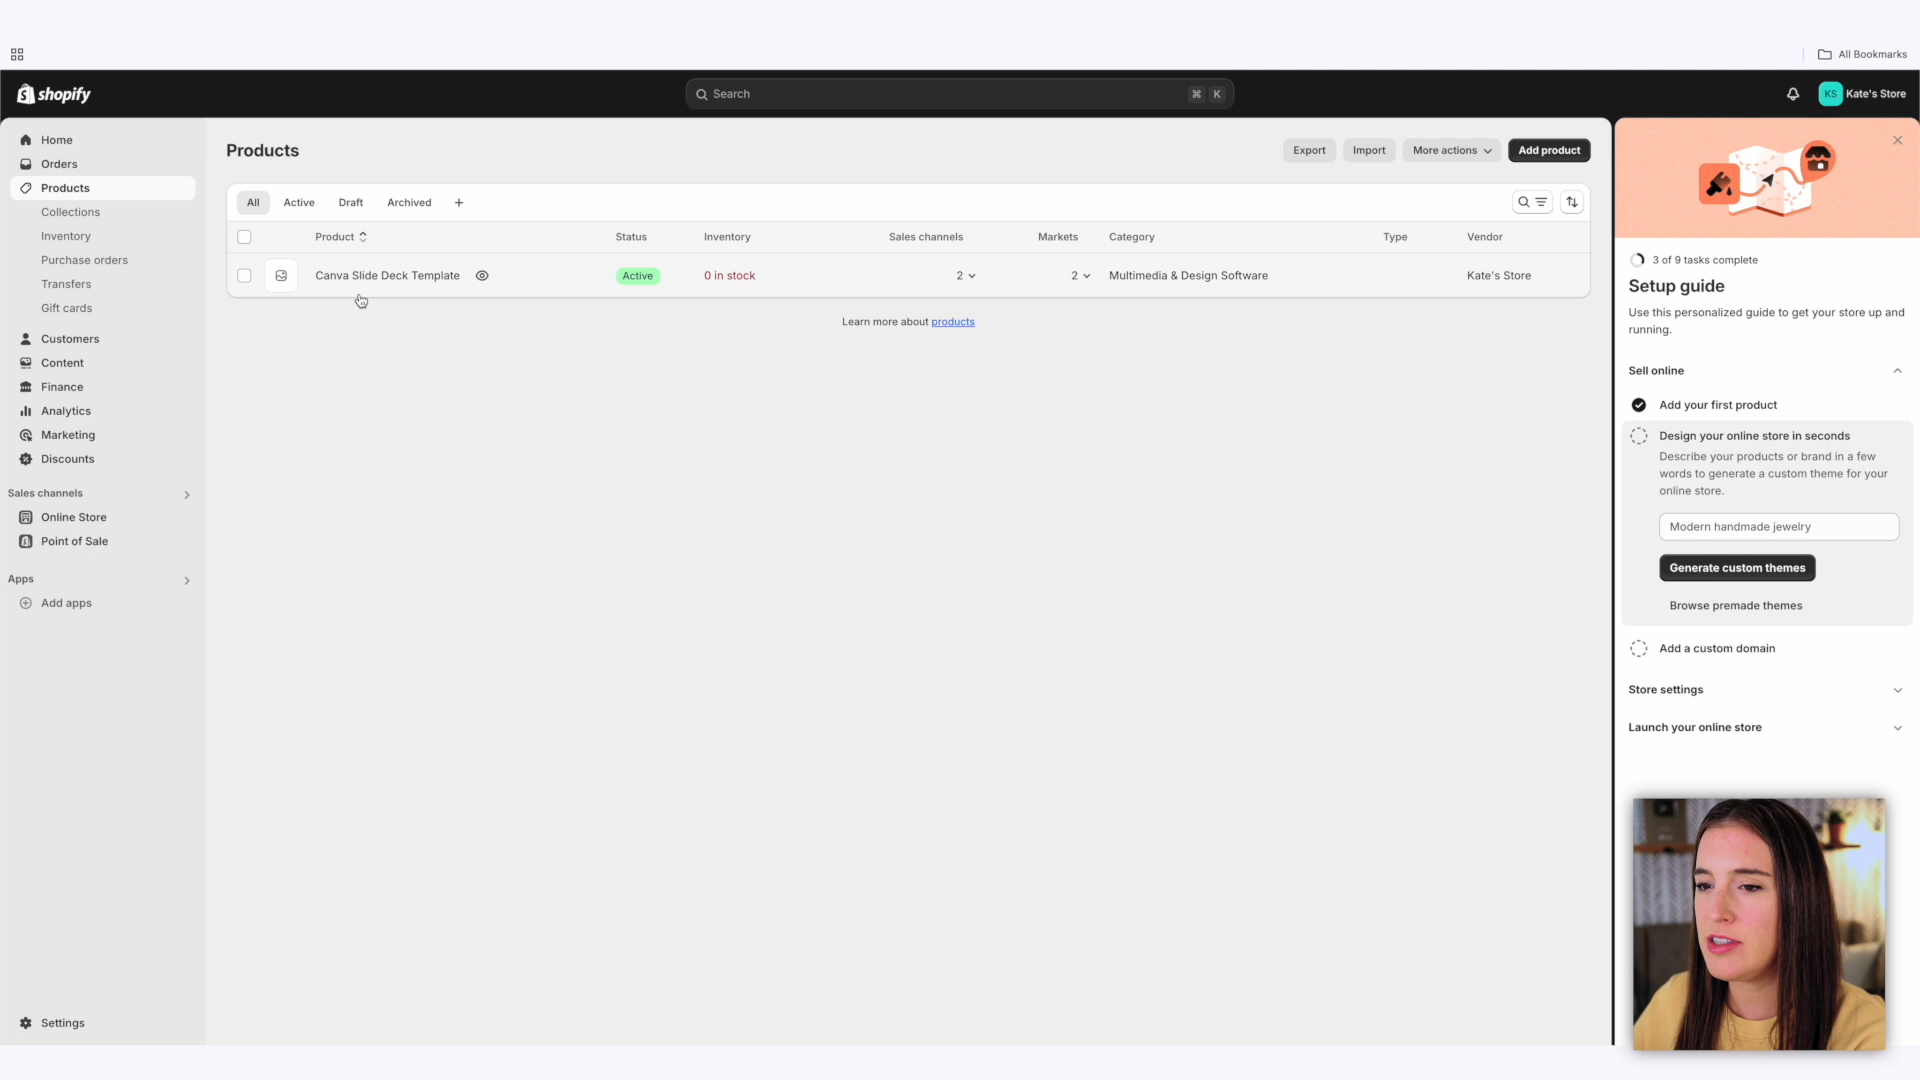 All Bookmarks
shopify
Search
⌘ K
KS
Kate's Store
Home
Orders
Products
Collections
Inventory
Purchase orders
Transfers
Gift cards
Customers
Content
Finance
Analytics
Marketing
Discounts
Sales channels
Online Store
Point of Sale
Apps
Add apps
Settings
Products
Export
Import
More actions
Add product
All
Active
Draft
Archived
+
Product
Status
Inventory
Sales channels
Markets
Category
Type
Vendor
Canva Slide Deck Template
Active
0 in stock
2
2
Multimedia & Design Software
Kate's Store
Learn more about products
3 of 9 tasks complete
Setup guide
Use this personalized guide to get your store up and
running.
Sell online
Add your first product
Design your online store in seconds
Describe your products or brand in a few
words to generate a custom theme for your
online store.
Modern handmade jewelry
Generate custom themes
Browse premade themes
Add a custom domain
Store settings
Launch your online store